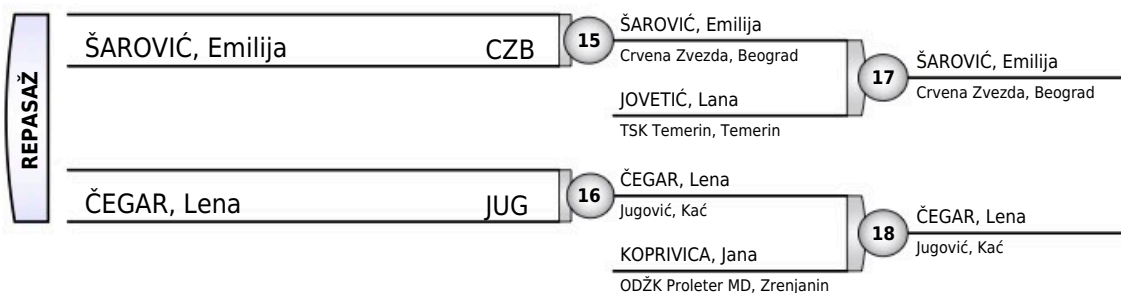 REPASAŽ
ŠAROVIĆ, Emilija CZB
15
ŠAROVIĆ, Emilija
Crvena Zvezda, Beograd
JOVETIĆ, Lana
TSK Temerin, Temerin
17
ŠAROVIĆ, Emilija
Crvena Zvezda, Beograd
ČEGAR, Lena JUG
16
ČEGAR, Lena
Jugović, Kać
KOPRIVICA, Jana
ODŽK Proleter MD, Zrenjanin
18
ČEGAR, Lena
Jugović, Kać